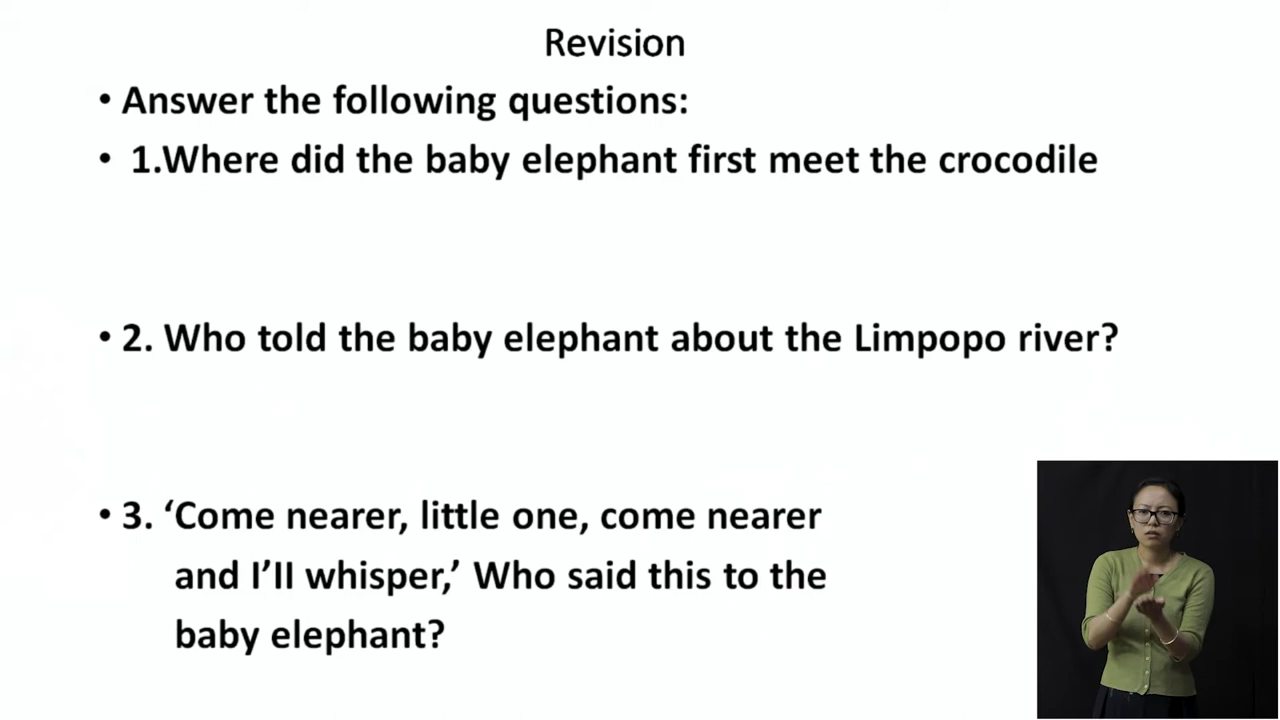 Revision
• Answer the following questions:
• 1.Where did the baby elephant first meet the crocodile
• 2. Who told the baby elephant about the Limpopo river?
• 3. ‘Come nearer, little one, come nearer
and I’II whisper,’ Who said this to the
baby elephant?